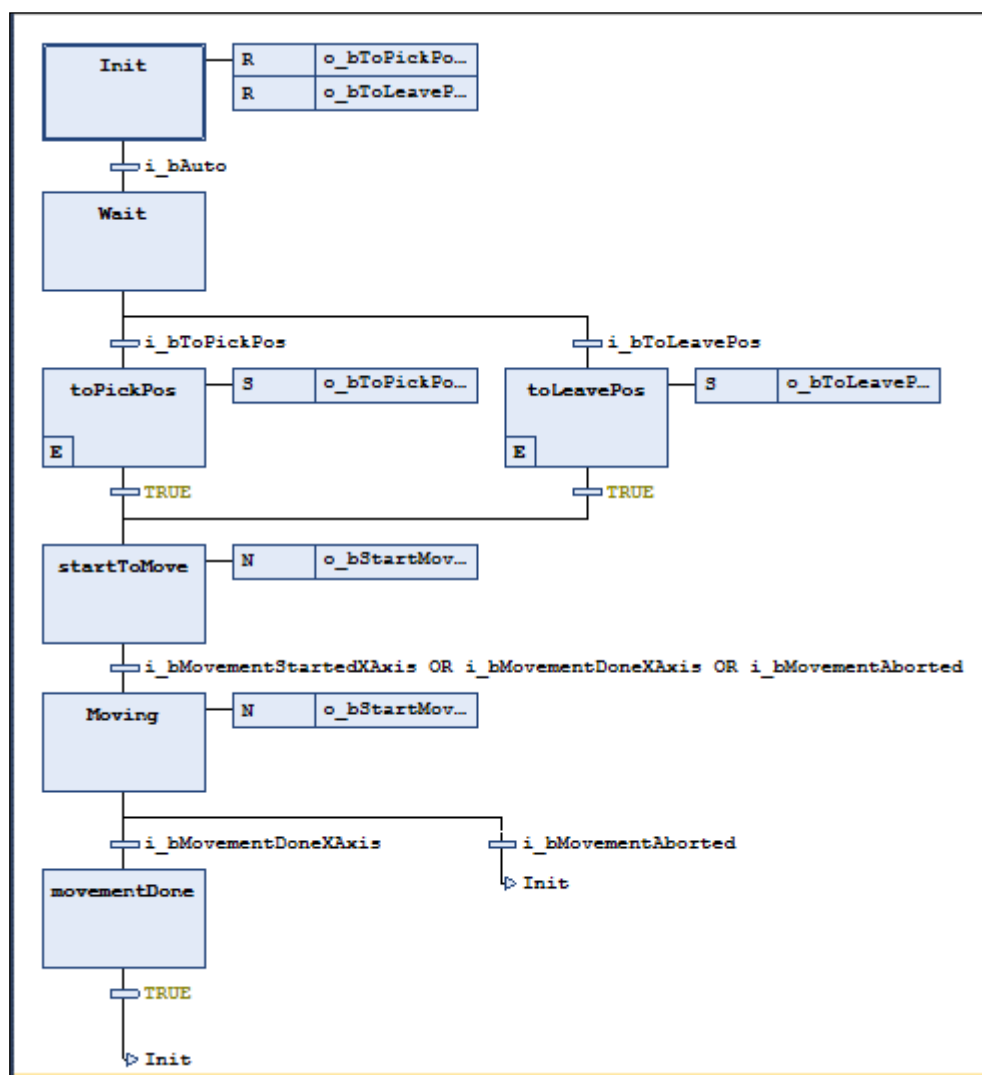 Init R o_bToPickPo...
R o_bToLeaveP...
i_bAuto
Wait
i_bToPickPos i_bToLeavePos
toPickPos S o_bToPickPo... toLeavePos S o_bToLeaveP...
E E
TRUE TRUE
startToMove N o_bStartMov...
i_bMovementStartedXAxis OR i_bMovementDoneXAxis OR i_bMovementAborted
Moving N o_bStartMov...
i_bMovementDoneXAxis i_bMovementAborted
Init
movementDone
TRUE
Init